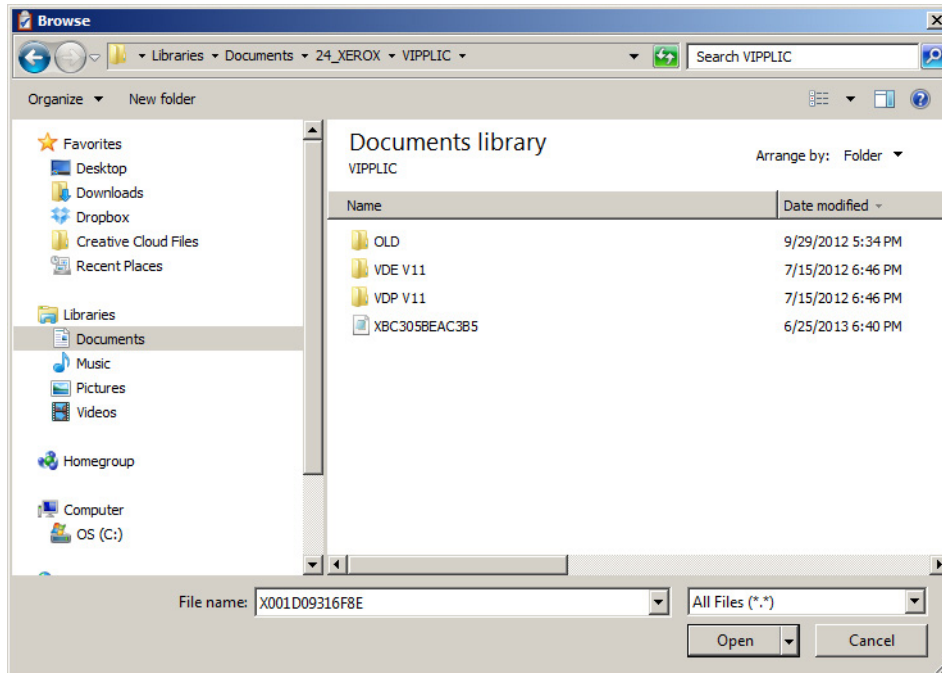 Browse
Libraries Documents 24_XEROX VIPPLIC
Search VIPPLIC
Organize New folder
Favorites
Desktop
Downloads
Dropbox
Creative Cloud Files
Recent Places
Libraries
Documents
Music
Pictures
Videos
Homegroup
Computer
OS (C:)
Documents library
VIPPLIC
Arrange by: Folder
Name Date modified
OLD 9/29/2012 5:34 PM
VDE V11 7/15/2012 6:46 PM
VDP V11 7/15/2012 6:46 PM
XBC305BEAC3B5 6/25/2013 6:40 PM
File name: X001D09316F8E All Files (*.*)
Open Cancel